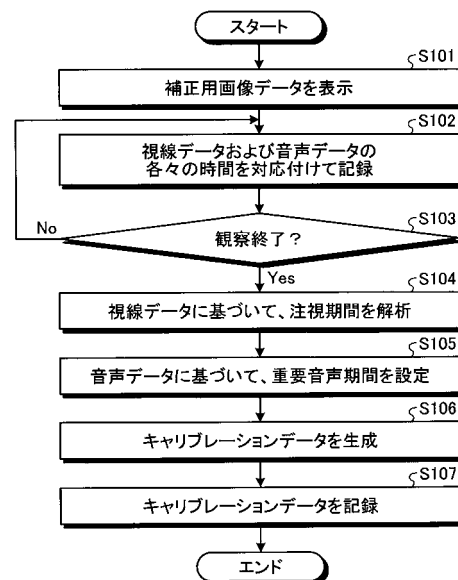 スタート
S101
補正用画像データを表示
S102
視線データおよび音声データの
各々の時間を対応付けて記録
S103
観察終了？
No
Yes
S104
視線データに基づいて、注視期間を解析
S105
音声データに基づいて、重要音声期間を設定
S106
キャリブレーションデータを生成
S107
キャリブレーションデータを記録
エンド